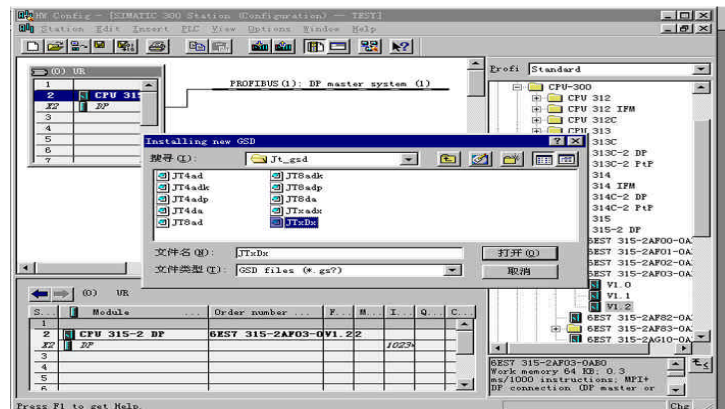 HW Config - [SIMATIC 300 Station (Configuration) -- TEST]
Station Edit Insert PLC View Options Window Help
(0) UR
1
2 CPU 315
X2 DP
3
4
5
6
7
PROFIBUS(1): DP master system (1)
Profi Standard
CPU-300
CPU 312
CPU 312 IFM
CPU 312C
CPU 313
313C
313C-2 DP
313C-2 PtP
314
314 IFM
314C-2 DP
314C-2 PtP
315
315-2 DP
6ES7 315-2AF00-0A
6ES7 315-2AF01-0A
6ES7 315-2AF02-0A
6ES7 315-2AF03-0A
V1.0
V1.1
V1.2
6ES7 315-2AF82-0A
6ES7 315-2AF83-0A
6ES7 315-2AG10-0A
Installing new GSD
搜寻(I):
Jt_gsd
JT4ad
JT4adk
JT4adp
JT4da
JT8ad
JT8adk
JT8adp
JT8da
JTxadx
JTxDx
文件名(N):
JTxDx
打开(O)
文件类型(T):
GSD files (*.gs?)
取消
(0) UR
S... Module ... Order number ... F... M... I... Q... C...
1
2 CPU 315-2 DP 6ES7 315-2AF03-0 V1.2 2
X2 DP 1023*
3
4
5
6
6ES7 315-2AF03-0AB0
Work memory 64 KB; 0.3
ms/1000 instructions; MPI+
DP connection (DP master or
Press F1 to get Help.
Chg